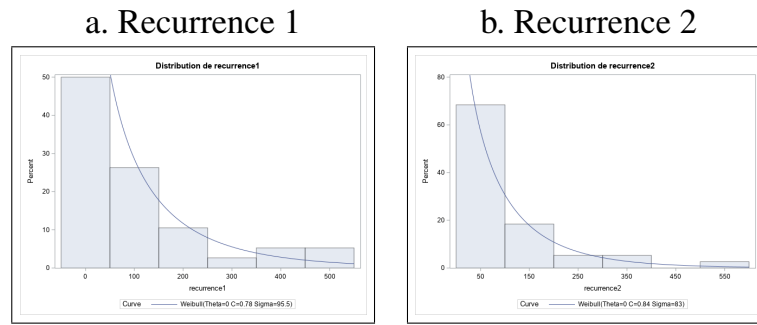 a. Recurrence 1
Distribution de recurrence1
50
40
30
20
10
0
Percent
0 100 200 300 400 500
recurrence1
Curve Weibull(Theta=0 C=0.78 Sigma=95.5)
b. Recurrence 2
Distribution de recurrence2
80
60
40
20
0
Percent
50 150 250 350 450 550
recurrence2
Curve Weibull(Theta=0 C=0.84 Sigma=83)